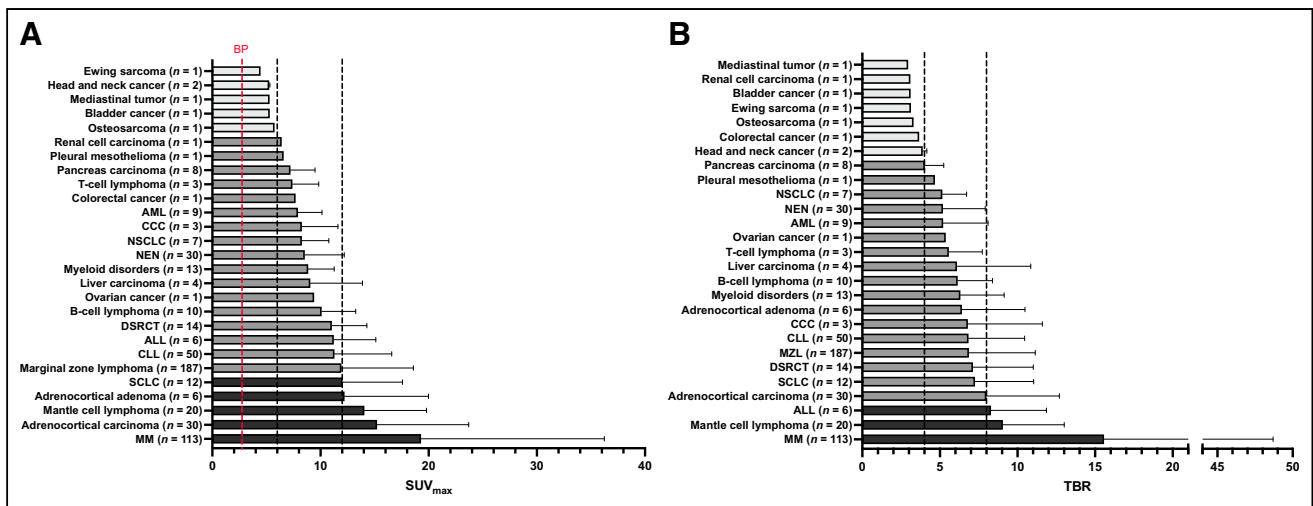 A
BP
Ewing sarcoma (n = 1)
Head and neck cancer (n = 2)
Mediastinal tumor (n = 1)
Bladder cancer (n = 1)
Osteosarcoma (n = 1)
Renal cell carcinoma (n = 1)
Pleural mesothelioma (n = 1)
Pancreas carcinoma (n = 8)
T-cell lymphoma (n = 3)
Colorectal cancer (n = 1)
AML (n = 9)
CCC (n = 3)
NSCLC (n = 7)
NEN (n = 30)
Myeloid disorders (n = 13)
Liver carcinoma (n = 4)
Ovarian cancer (n = 1)
B-cell lymphoma (n = 10)
DSRCT (n = 14)
ALL (n = 6)
CLL (n = 50)
Marginal zone lymphoma (n = 187)
SCLC (n = 12)
Adrenocortical adenoma (n = 6)
Mantle cell lymphoma (n = 20)
Adrenocortical carcinoma (n = 30)
MM (n = 113)
0 10 20 30 40
SUVmax
B
Mediastinal tumor (n = 1)
Renal cell carcinoma (n = 1)
Bladder cancer (n = 1)
Ewing sarcoma (n = 1)
Osteosarcoma (n = 1)
Colorectal cancer (n = 1)
Head and neck cancer (n = 2)
Pancreas carcinoma (n = 8)
Pleural mesothelioma (n = 1)
NSCLC (n = 7)
NEN (n = 30)
AML (n = 9)
Ovarian cancer (n = 1)
T-cell lymphoma (n = 3)
Liver carcinoma (n = 4)
B-cell lymphoma (n = 10)
Myeloid disorders (n = 13)
Adrenocortical adenoma (n = 6)
CCC (n = 3)
CLL (n = 50)
MZL (n = 187)
DSRCT (n = 14)
SCLC (n = 12)
Adrenocortical carcinoma (n = 30)
ALL (n = 6)
Mantle cell lymphoma (n = 20)
MM (n = 113)
0 5 10 15 20 45 50
TBR